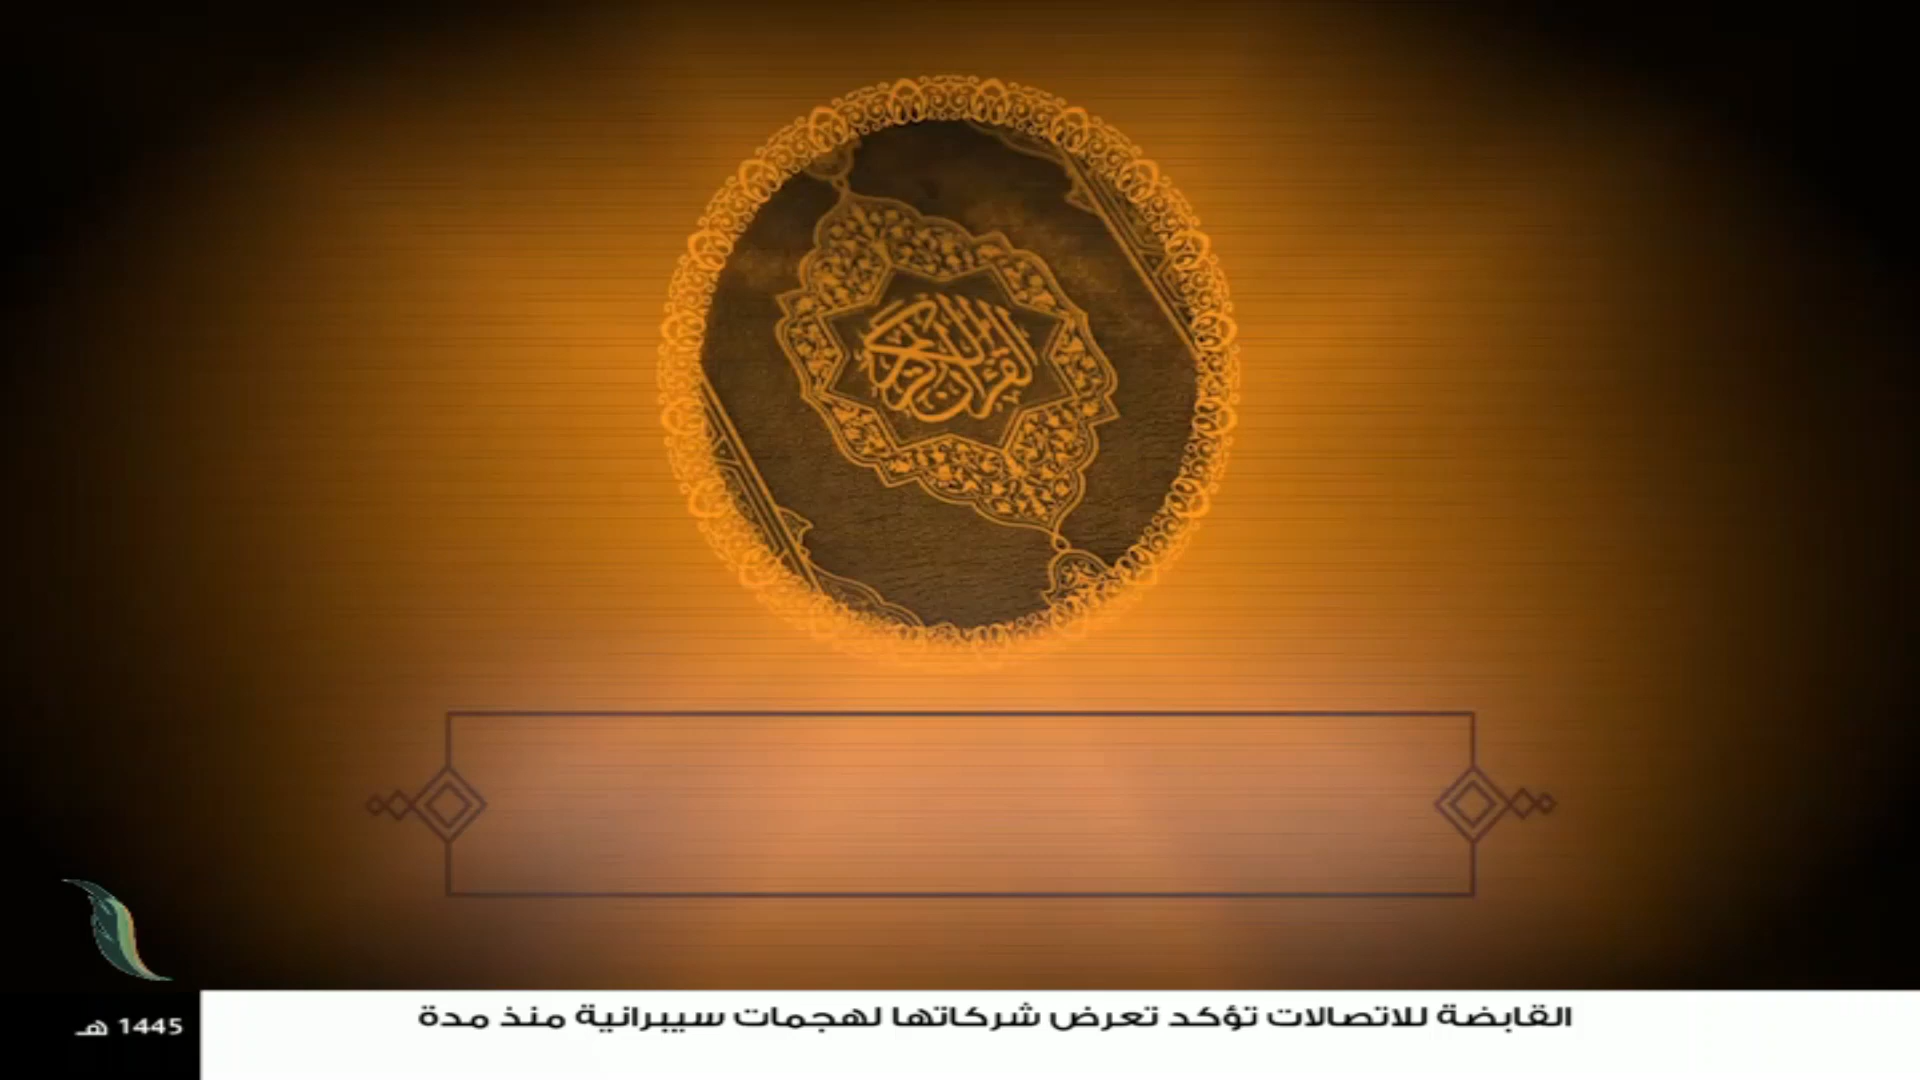 القرآن الكريم
القابضة للاتصالات تؤكد تعرض شركاتها لهجمات سيبرانية منذ مدة
1445 هـ